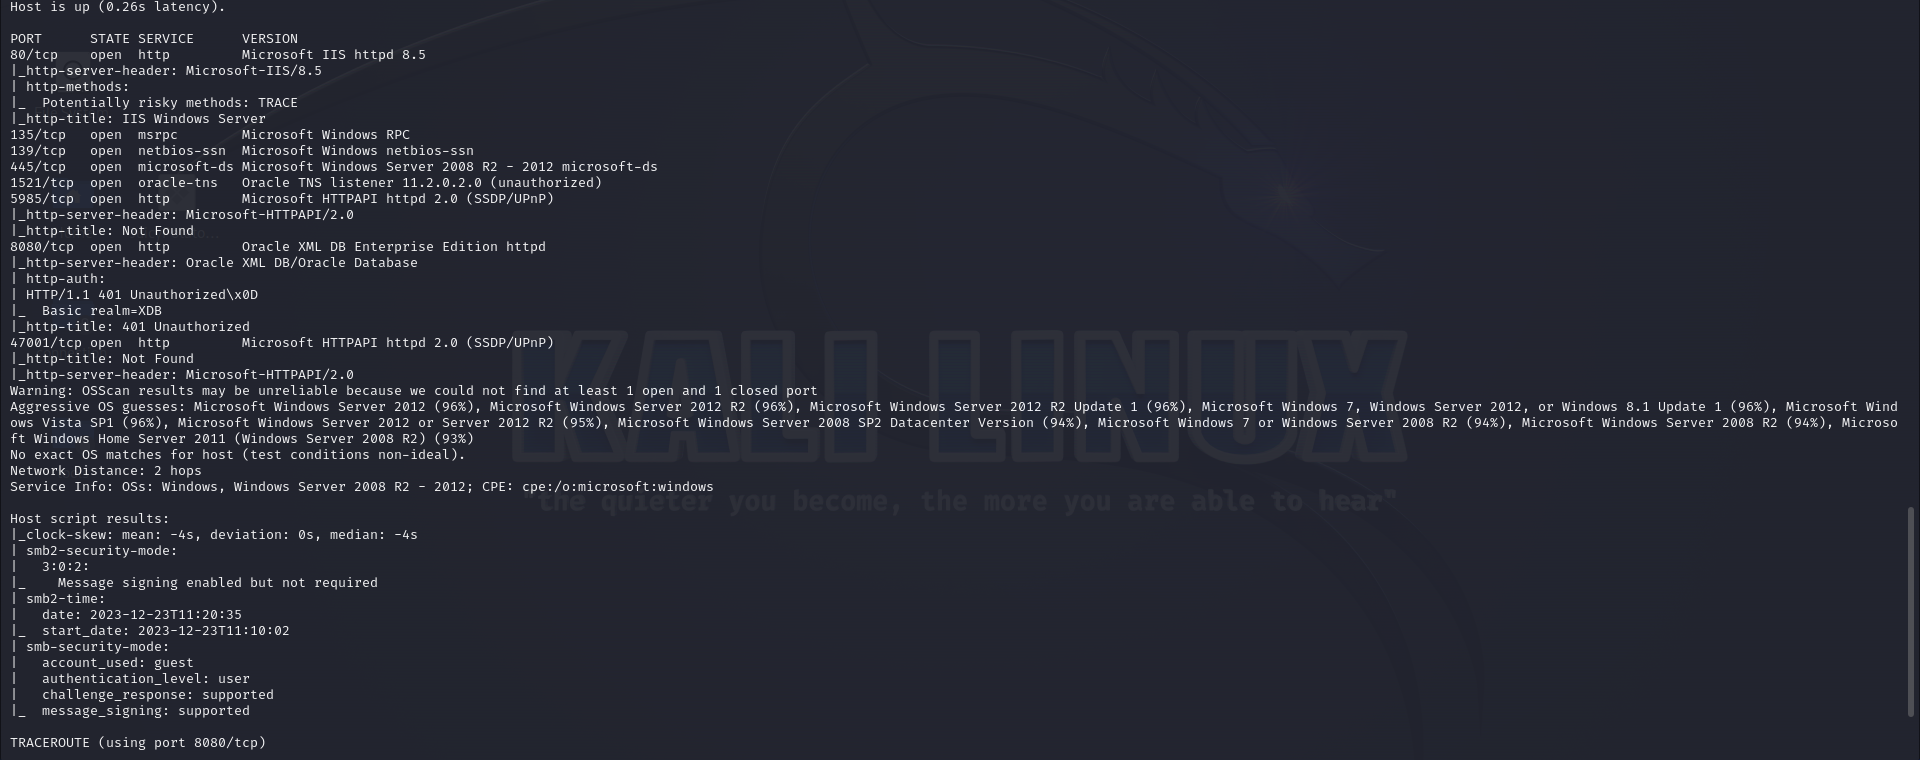 Host is up (0.26s latency).
PORT      STATE SERVICE      VERSION
80/tcp    open  http         Microsoft IIS httpd 8.5
|_http-server-header: Microsoft-IIS/8.5
| http-methods:
|_  Potentially risky methods: TRACE
|_http-title: IIS Windows Server
135/tcp   open  msrpc        Microsoft Windows RPC
139/tcp   open  netbios-ssn  Microsoft Windows netbios-ssn
445/tcp   open  microsoft-ds Microsoft Windows Server 2008 R2 - 2012 microsoft-ds
1521/tcp  open  oracle-tns   Oracle TNS listener 11.2.0.2.0 (unauthorized)
5985/tcp  open  http         Microsoft HTTPAPI httpd 2.0 (SSDP/UPnP)
|_http-server-header: Microsoft-HTTPAPI/2.0
|_http-title: Not Found
8080/tcp  open  http         Oracle XML DB Enterprise Edition httpd
|_http-server-header: Oracle XML DB/Oracle Database
| http-auth:
| HTTP/1.1 401 Unauthorized\x0D
|_  Basic realm=XDB
|_http-title: 401 Unauthorized
47001/tcp open  http         Microsoft HTTPAPI httpd 2.0 (SSDP/UPnP)
|_http-title: Not Found
|_http-server-header: Microsoft-HTTPAPI/2.0
Warning: OSScan results may be unreliable because we could not find at least 1 open and 1 closed port
Aggressive OS guesses: Microsoft Windows Server 2012 (96%), Microsoft Windows Server 2012 R2 (96%), Microsoft Windows Server 2012 R2 Update 1 (96%), Microsoft Windows 7, Windows Server 2012, or Windows 8.1 Update 1 (96%), Microsoft Wind
ows Vista SP1 (96%), Microsoft Windows Server 2012 or Server 2012 R2 (95%), Microsoft Windows Server 2008 SP2 Datacenter Version (94%), Microsoft Windows 7 or Windows Server 2008 R2 (94%), Microsoft Windows Server 2008 R2 (94%), Microso
ft Windows Home Server 2011 (Windows Server 2008 R2) (93%)
No exact OS matches for host (test conditions non-ideal).
Network Distance: 2 hops
Service Info: OSs: Windows, Windows Server 2008 R2 - 2012; CPE: cpe:/o:microsoft:windows
KALI LINUX
"the quieter you become, the more you are able to hear"
Host script results:
|_clock-skew: mean: -4s, deviation: 0s, median: -4s
| smb2-security-mode:
|   3:0:2:
|_    Message signing enabled but not required
| smb2-time:
|   date: 2023-12-23T11:20:35
|_  start_date: 2023-12-23T11:10:02
| smb-security-mode:
|   account_used: guest
|   authentication_level: user
|   challenge_response: supported
|_  message_signing: supported
TRACEROUTE (using port 8080/tcp)